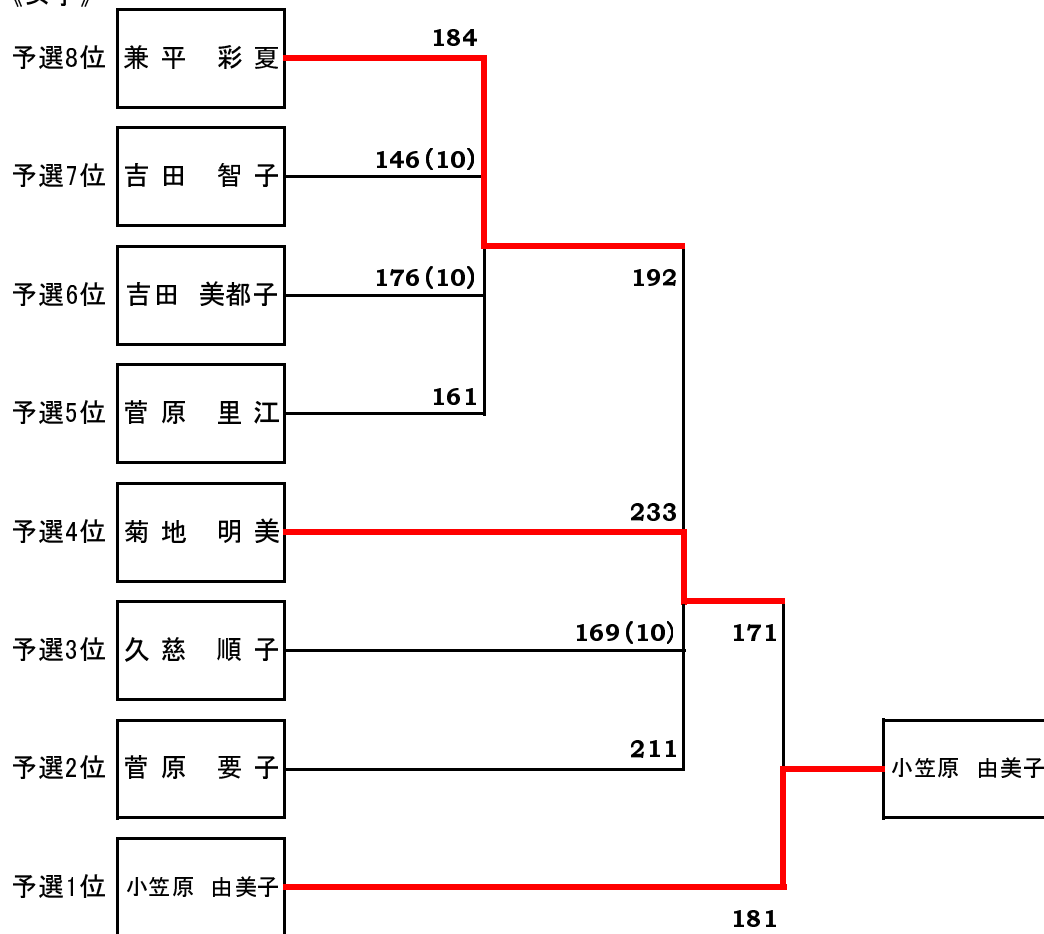 184
予選8位 兼平 彩夏
146(10)
予選7位 吉田 智子
176(10)
192
予選6位 吉田 美都子
161
予選5位 菅原 里江
233
予選4位 菊地 明美
169(10)
171
予選3位 久慈 順子
211
予選2位 菅原 要子
小笠原 由美子
予選1位 小笠原 由美子
181